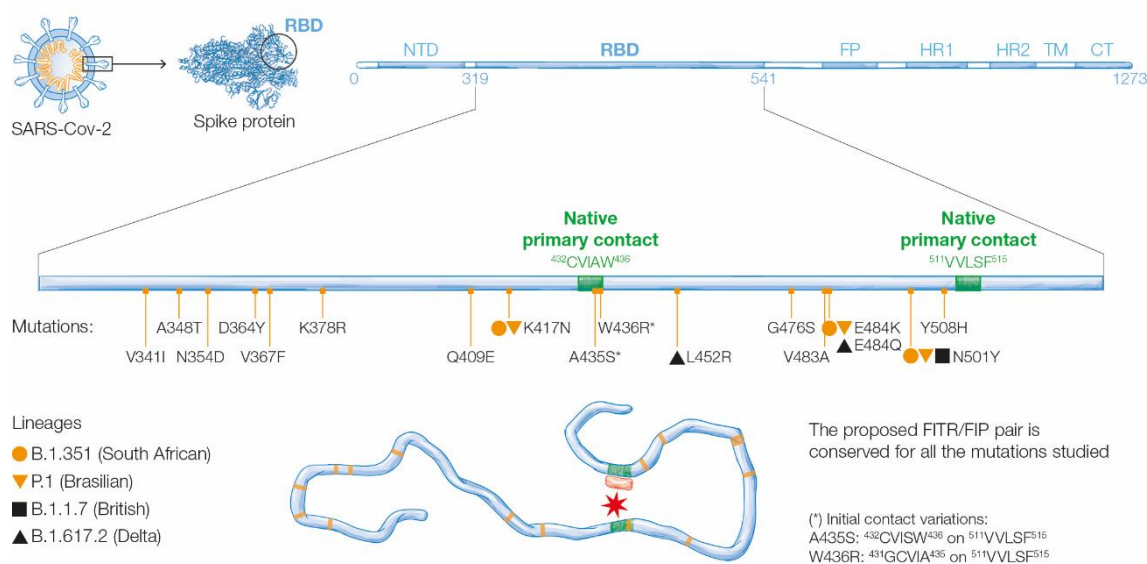 RBD
SARS-Cov-2
Spike protein
NTD RBD FP HR1 HR2 TM CT
0 319 541 1273
Native
primary contact
⁴³²CVIAW⁴³⁶
Native
primary contact
⁵¹¹VVLSF⁵¹⁵
Mutations:
A348T D364Y K378R K417N W436R* G476S E484K Y508H
V341I N354D V367F Q409E A435S* L452R V483A E484Q N501Y
Lineages
B.1.351 (South African)
P.1 (Brasilian)
B.1.1.7 (British)
B.1.617.2 (Delta)
The proposed FITR/FIP pair is
conserved for all the mutations studied
(*) Initial contact variations:
A435S: ⁴³²CVISW⁴³⁶ on ⁵¹¹VVLSF⁵¹⁵
W436R: ⁴³¹GCVIA⁴³⁵ on ⁵¹¹VVLSF⁵¹⁵